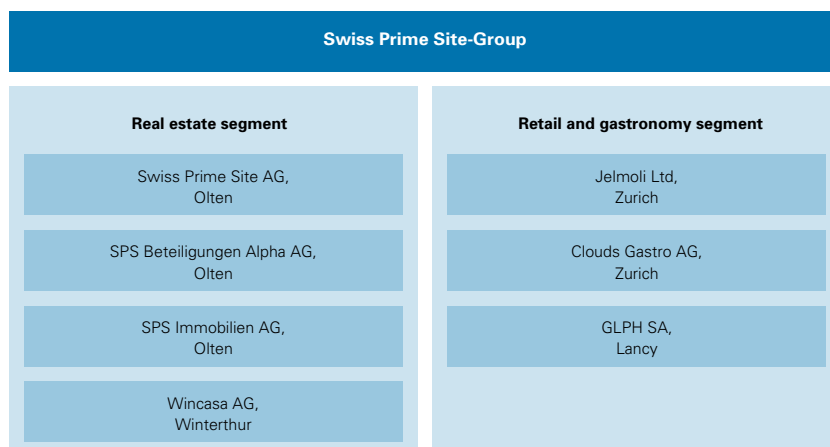 Swiss Prime Site-Group
Real estate segment
Swiss Prime Site AG,
Olten
SPS Beteiligungen Alpha AG,
Olten
SPS Immobilien AG,
Olten
Wincasa AG,
Winterthur
Retail and gastronomy segment
Jelmoli Ltd,
Zurich
Clouds Gastro AG,
Zurich
GLPH SA,
Lancy